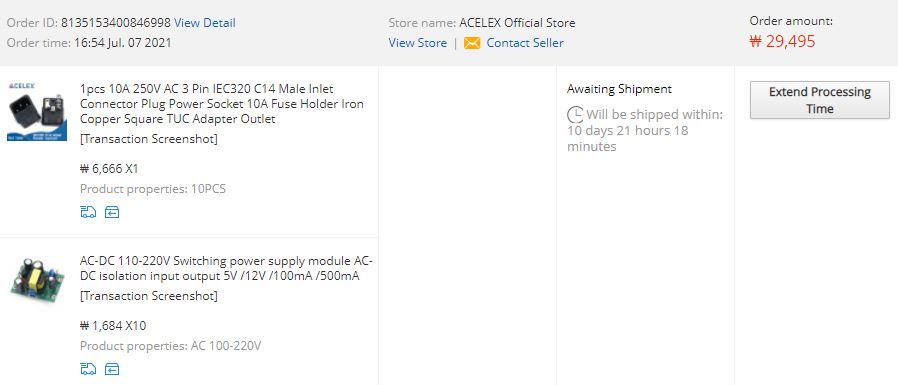 Order ID: 8135153400846998 View Detail
Store name: ACELEX Official Store
Order amount:
Order time: 16:54 Jul. 07 2021
View Store | Contact Seller
₩ 29,495
ACELEX
1pcs 10A 250V AC 3 Pin IEC320 C14 Male Inlet
Connector Plug Power Socket 10A Fuse Holder Iron
Copper Square TUC Adapter Outlet
[Transaction Screenshot]
₩ 6,666 X1
Product properties: 10PCS
Awaiting Shipment
Will be shipped within:
10 days 21 hours 18
minutes
Extend Processing
Time
AC-DC 110-220V Switching power supply module AC-
DC isolation input output 5V /12V /100mA /500mA
[Transaction Screenshot]
₩ 1,684 X10
Product properties: AC 100-220V